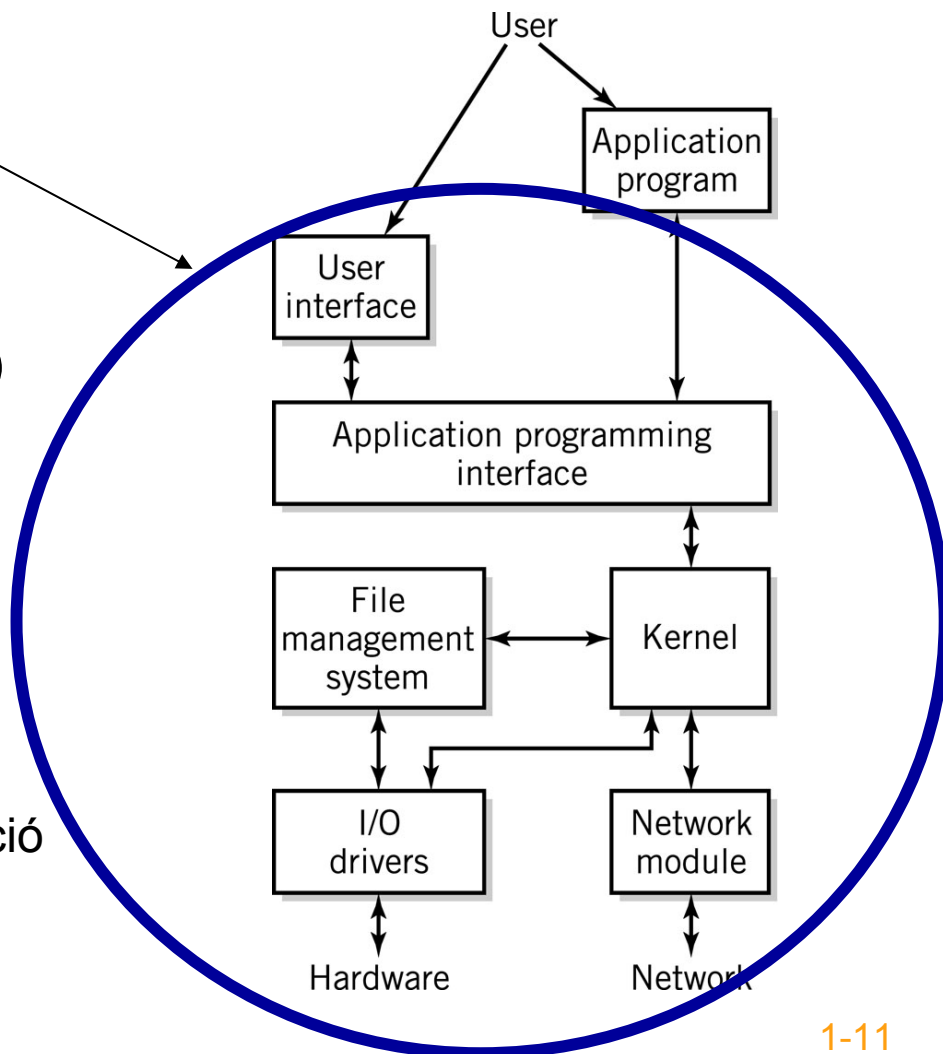 User
Application
program
User
interface
)
Application programming
interface
File
management
system
Kernel
I/O
drivers
ció
Network
module
Hardware
Network
1-11